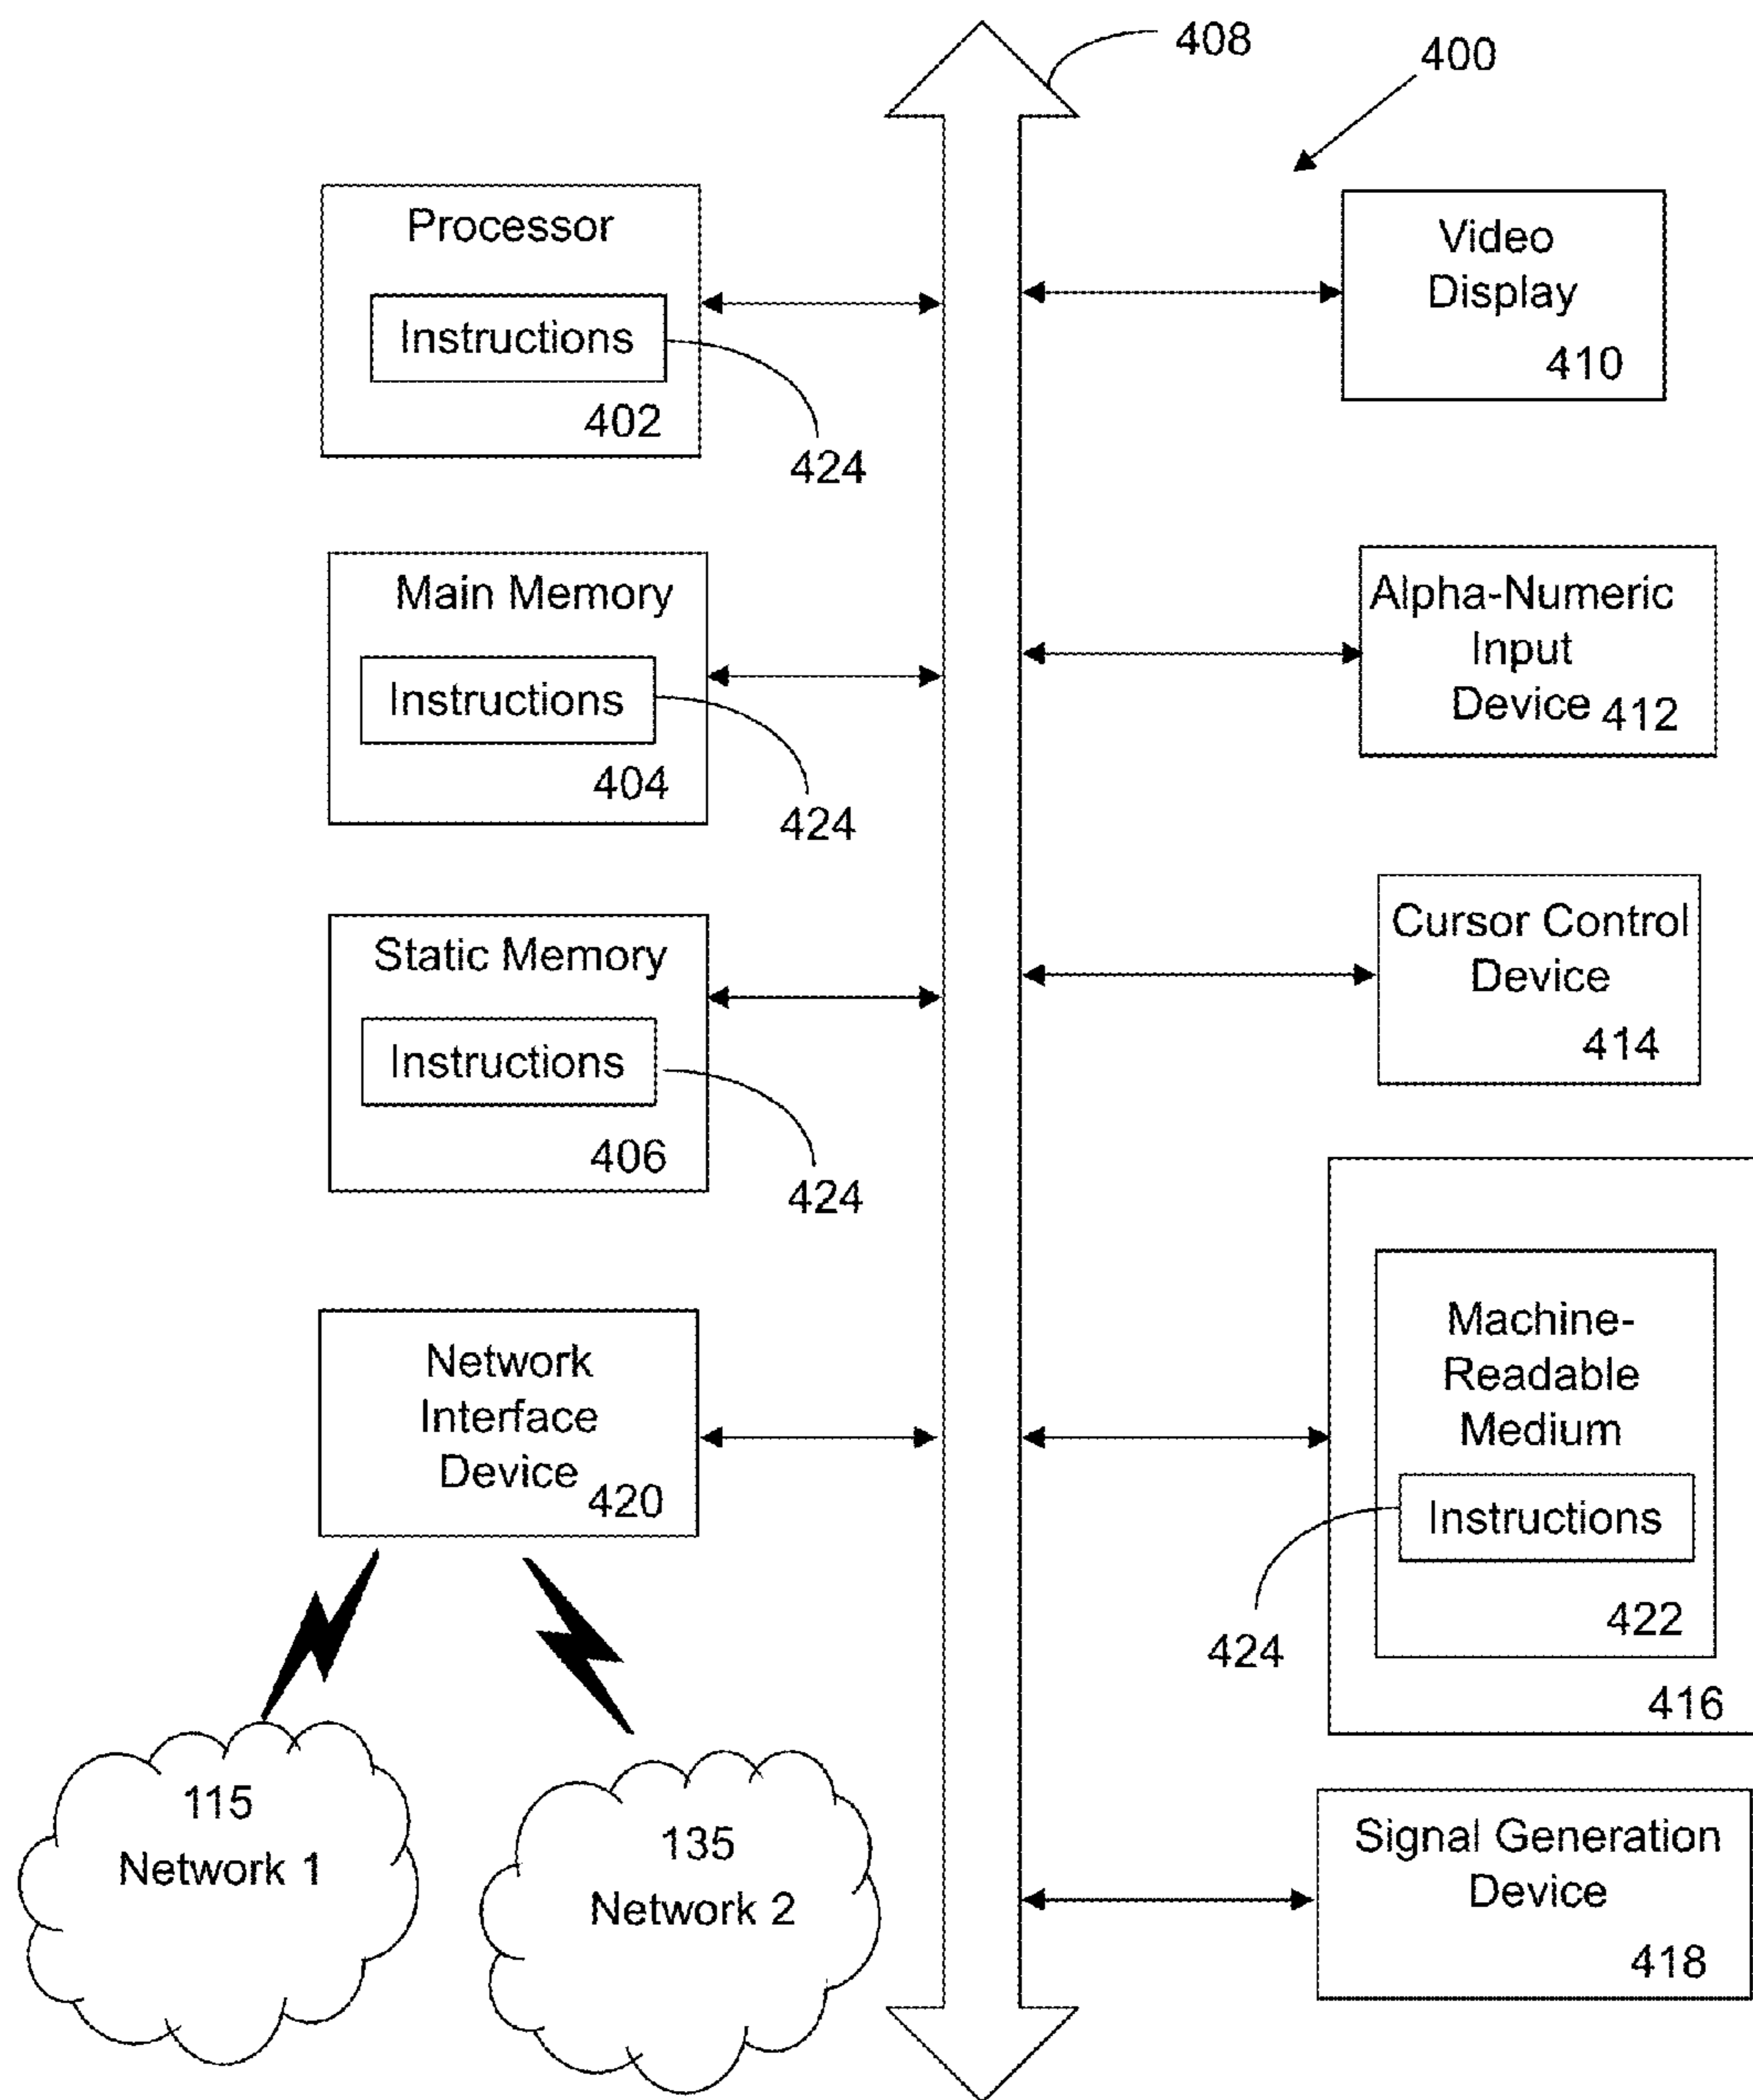 408
400
Processor
Instructions
402
424
Video
Display
410
Main Memory
Instructions
404
424
Alpha-Numeric
Input
Device 412
Static Memory
Instructions
406
424
Cursor Control
Device
414
Network
Interface
Device
420
Machine-
Readable
Medium
Instructions
422
424
416
115
Network 1
135
Network 2
Signal Generation
Device
418